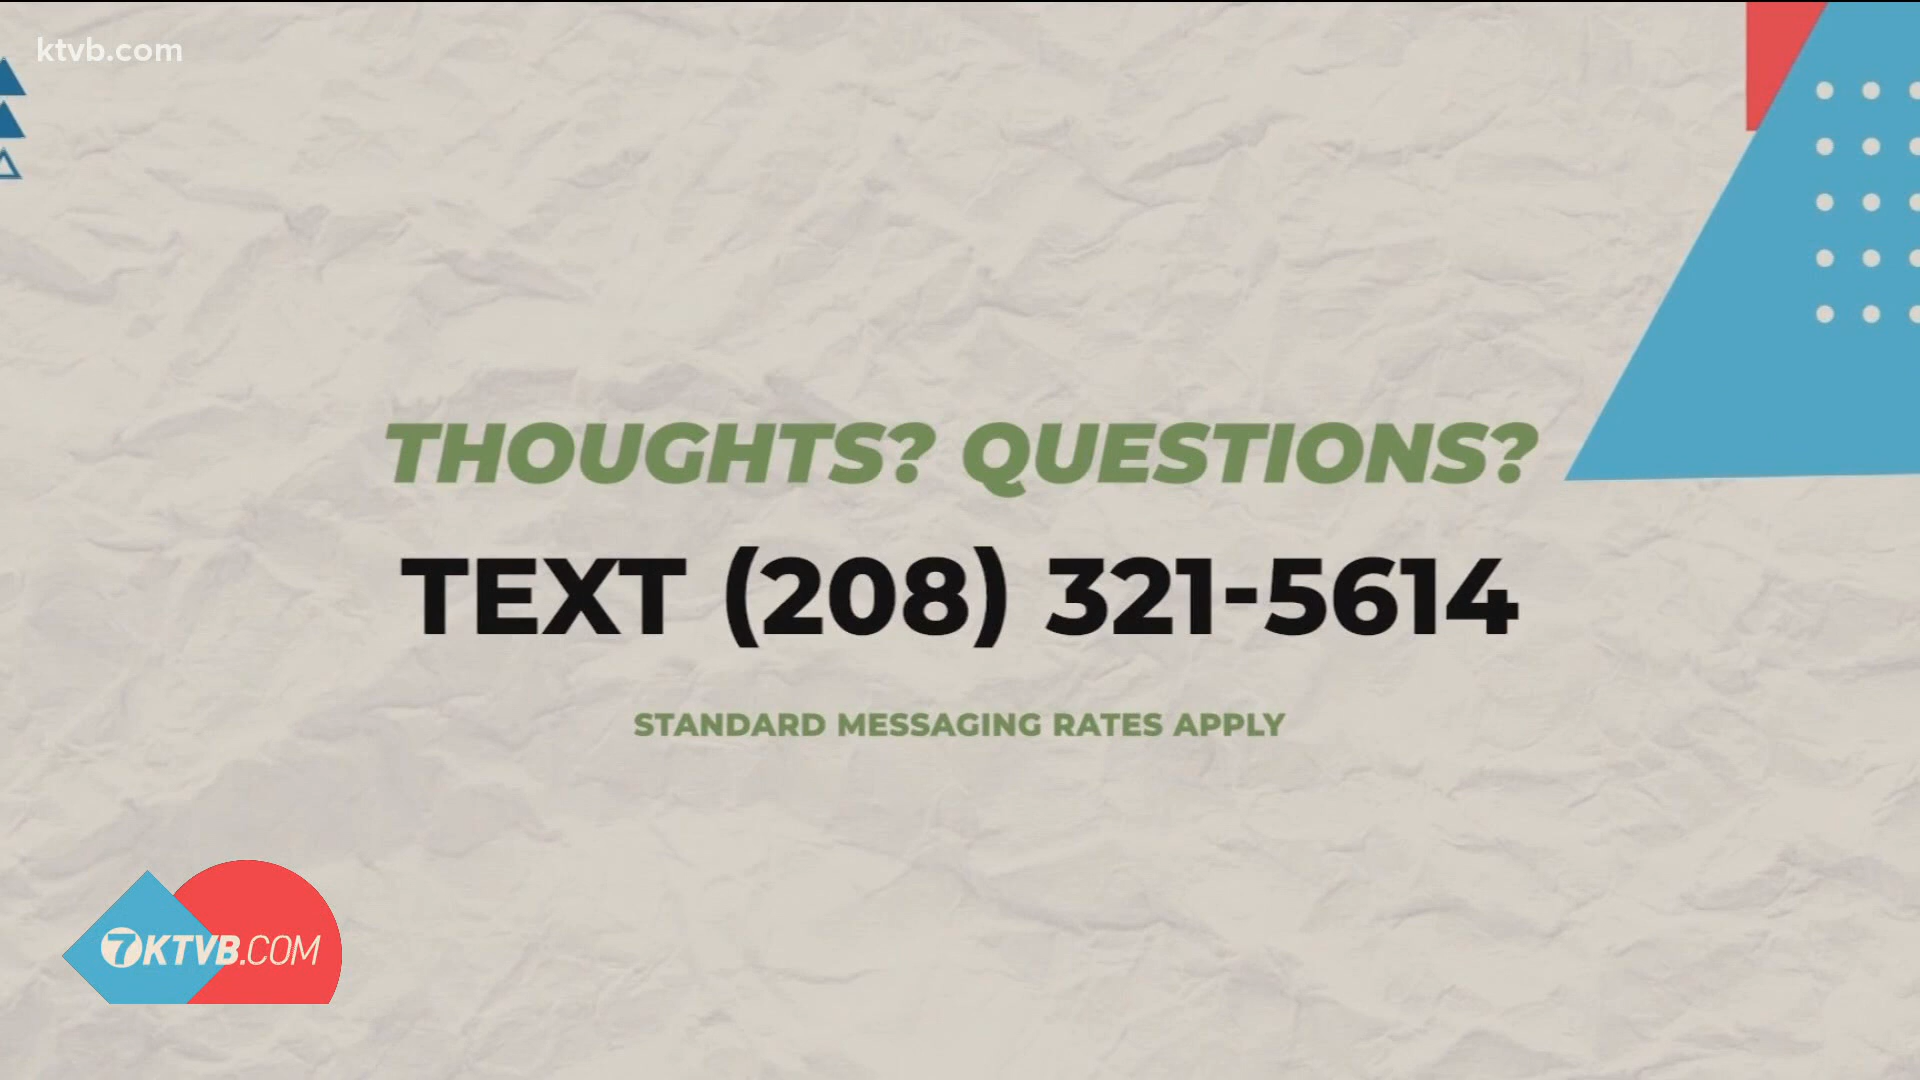 ktvb.com
THOUGHTS? QUESTIONS?
TEXT (208) 321-5614
STANDARD MESSAGING RATES APPLY
7KTVB.COM